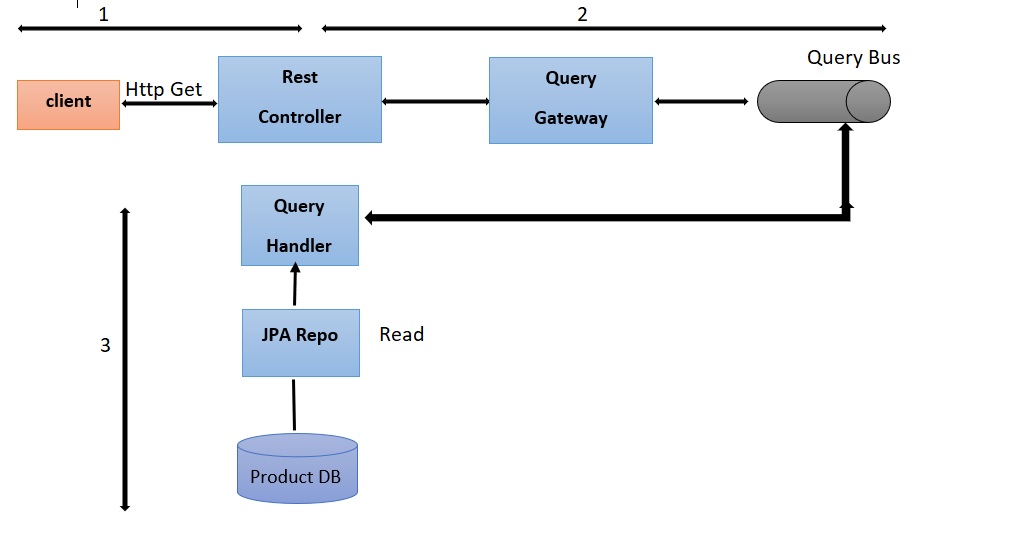 1
2
Query Bus
client
Http Get
Rest
Controller
Query
Gateway
Query
Handler
3
JPA Repo
Read
Product DB